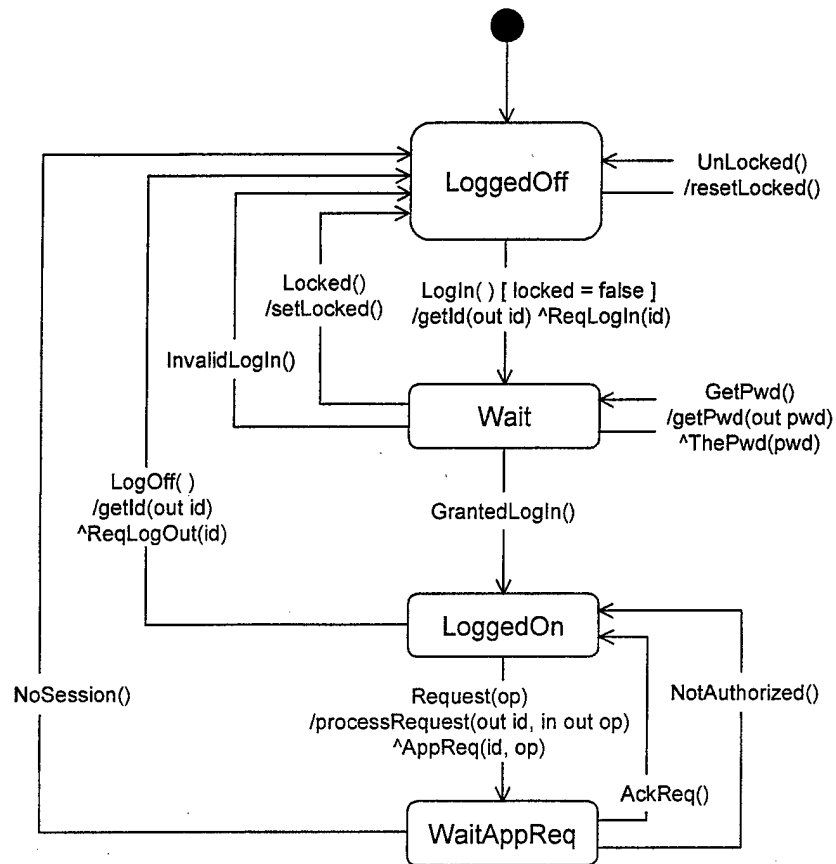 LoggedOff
UnLocked()
/resetLocked()
Locked()
/setLocked()
LogIn( ) [ locked = false ]
/getId(out id) ^ReqLogIn(id)
InvalidLogIn()
Wait
GetPwd()
/getPwd(out pwd)
^ThePwd(pwd)
LogOff( )
/getId(out id)
^ReqLogOut(id)
GrantedLogIn()
LoggedOn
NoSession()
Request(op)
/processRequest(out id, in out op)
^AppReq(id, op)
NotAuthorized()
AckReq()
WaitAppReq